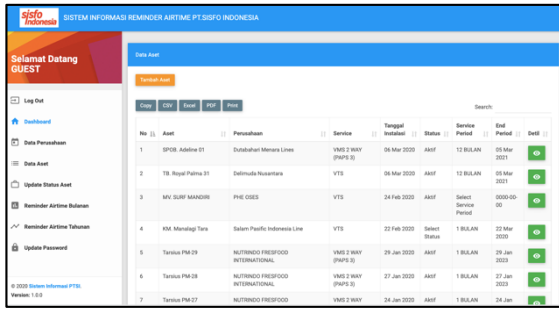 sisfo
Indonesia
SISTEM INFORMASI REMINDER AIRTIME PT.SISFO INDONESIA
Selamat Datang
GUEST
Log Out
Dashboard
Data Perusahaan
Data Aset
Update Status Aset
Reminder Airtime Bulanan
Reminder Airtime Tahunan
Update Password
© 2020 Sistem Informasi PTSI.
Version: 1.0.0
Data Aset
Tambah Aset
Copy CSV Excel PDF Print
Search:
No Aset Perusahaan Service Tanggal Instalasi Status Service Period End Period Detil
1 SPOB. Adeline 01 Dutabahari Menara Lines VMS 2 WAY (PAPS 3) 06 Mar 2020 Aktif 12 BULAN 05 Mar 2021
2 TB. Royal Palma 31 Delimuda Nusantara VTS 06 Mar 2020 Aktif 12 BULAN 05 Mar 2021
3 MV. SURF MANDIRI PHE OSES VTS 24 Feb 2020 Aktif Select Service Period 0000-00-00
4 KM. Manalagi Tara Salam Pasific Indonesia Line VTS 22 Feb 2020 Select Status 1 BULAN 22 Mar 2020
5 Tarsius PM-29 NUTRINDO FRESFOOD INTERNATIONAL VMS 2 WAY (PAPS 3) 29 Jan 2020 Aktif 1 BULAN 29 Jan 2023
6 Tarsius PM-28 NUTRINDO FRESFOOD INTERNATIONAL VMS 2 WAY (PAPS 3) 27 Jan 2020 Aktif 1 BULAN 27 Jan 2023
7 Tarsius PM-27 NUTRINDO FRESFOOD VMS 2 WAY 24 Jan 2020 Aktif 1 BULAN 24 Jan